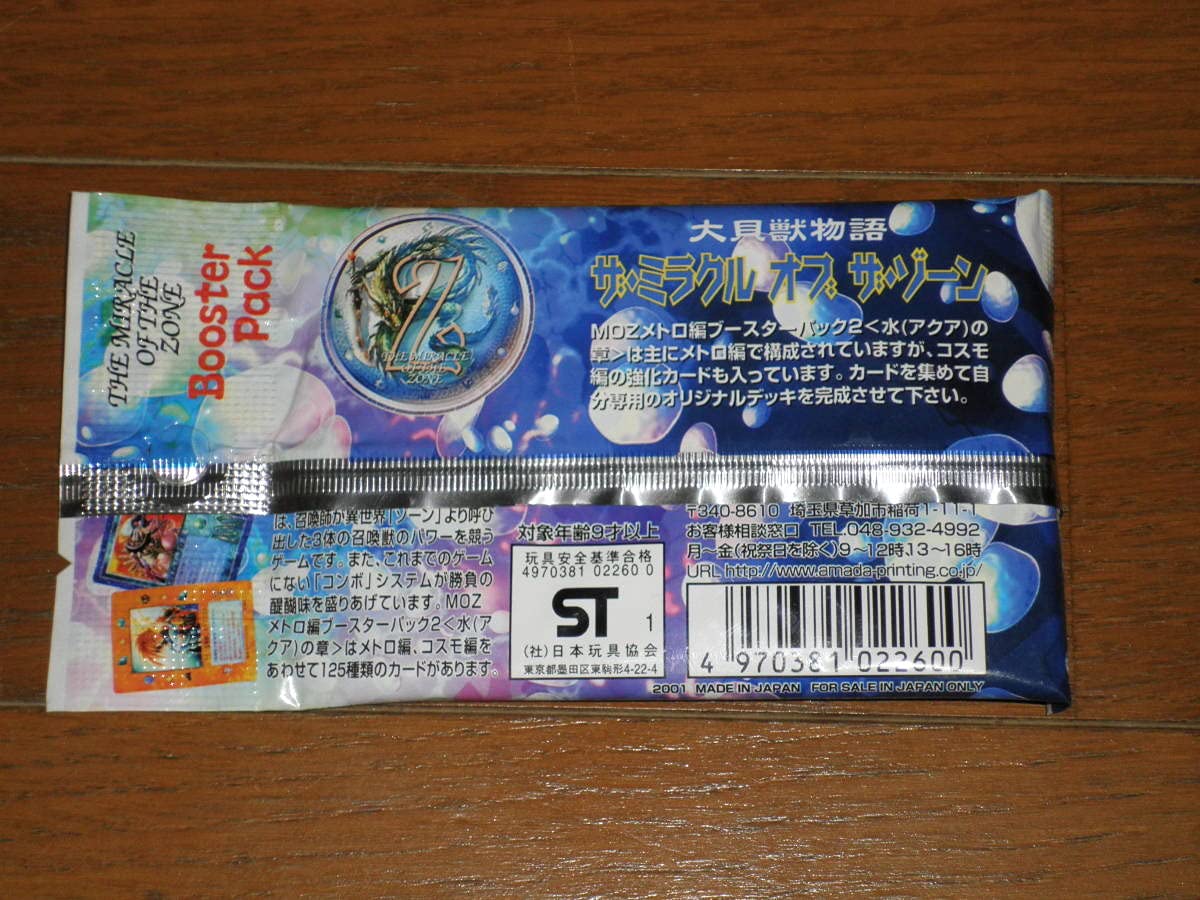 THE MIRACLE
OF THE
ZONE
Booster
Pack
Z
THE MIRACLE
OF THE
ZONE
大貝獣物語
ザ・ミラクル オブ ザ・ゾーン
MOZメトロ編ブースターパック2<水(アクア)の
章>は主にメトロ編で構成されていますが、コスモ
編の強化カードも入っています。カードを集めて自
分専用のオリジナルデッキを完成させて下さい。
は、召喚師が異世界「ゾーン」より呼び
出した3体の召喚獣のパワーを競う
ゲームです。また、これまでのゲーム
にない「コンボ」システムが勝負の
醍醐味を盛りあげています。MOZ
メトロ編ブースターパック2<水(ア
クア)の章>はメトロ編、コスモ編を
あわせて125種類のカードがあります。
対象年齢9才以上
玩具安全基準合格
4970381 02260 0
ST 1
(社)日本玩具協会
東京都墨田区東駒形4-22-4
〒340-8610 埼玉県草加市稲荷1-11-1
お客様相談窓口 TEL.048-932-4992
月～金(祝祭日を除く)9～12時、13～16時
URL http://www.amada-printing.co.jp/
4 970381 022600
2001 MADE IN JAPAN FOR SALE IN JAPAN ONLY